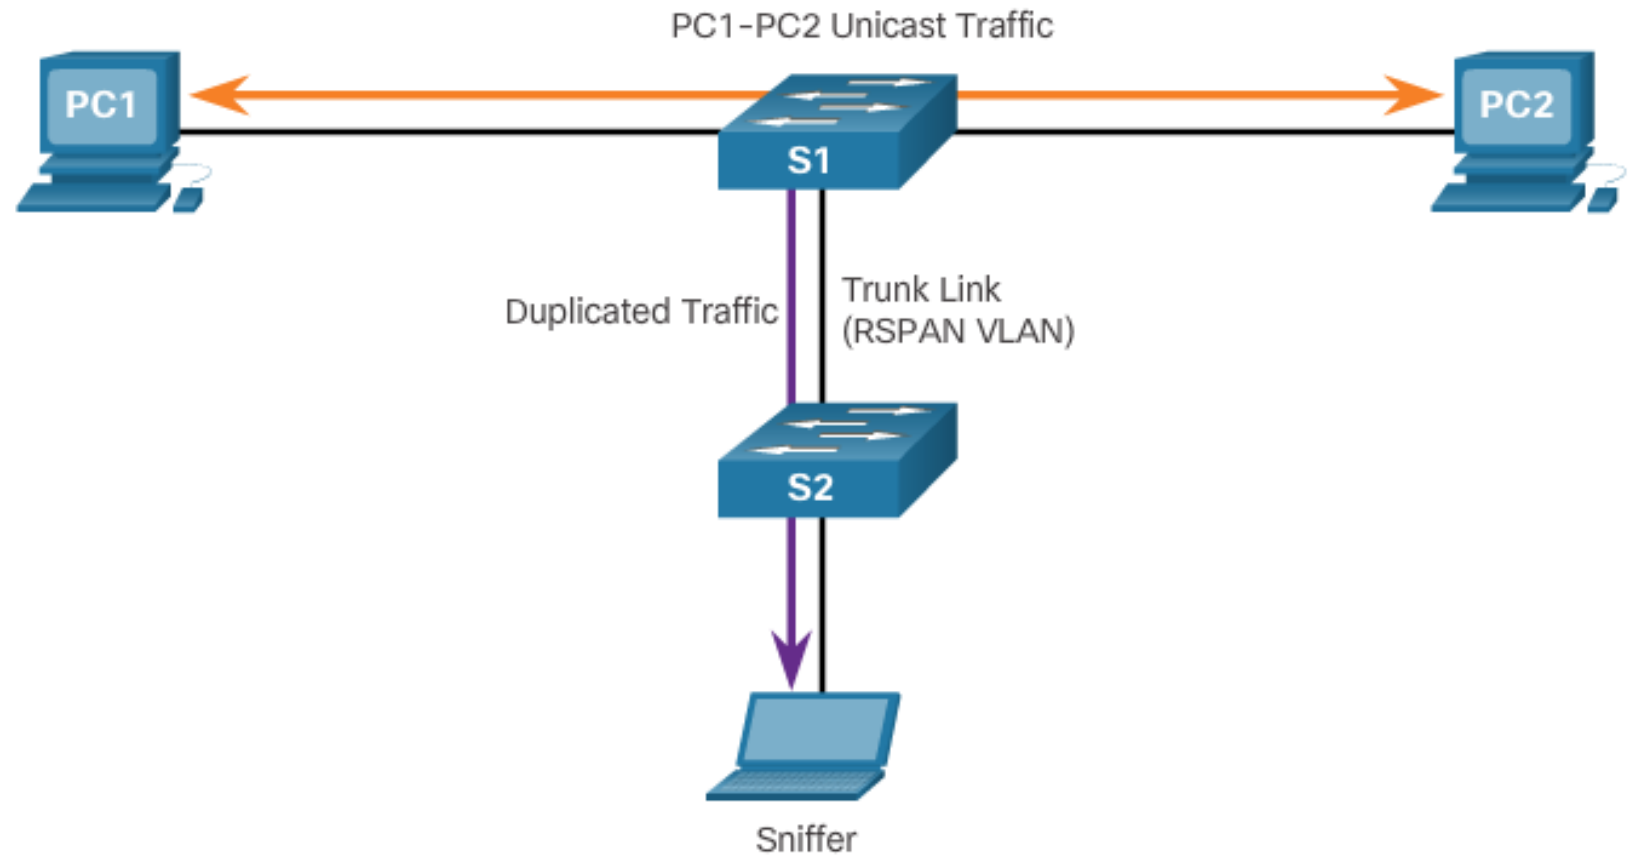 PC1-PC2 Unicast Traffic
PC1
PC2
S1
Duplicated Traffic
Trunk Link
(RSPAN VLAN)
S2
Sniffer